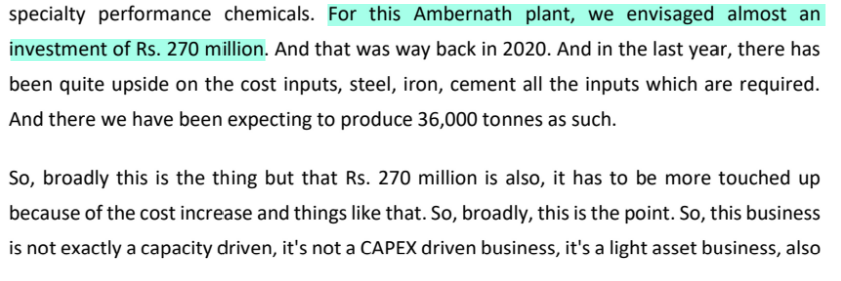 specialty performance chemicals. For this Ambernath plant, we envisaged almost an
investment of Rs. 270 million. And that was way back in 2020. And in the last year, there has
been quite upside on the cost inputs, steel, iron, cement all the inputs which are required.
And there we have been expecting to produce 36,000 tonnes as such.
So, broadly this is the thing but that Rs. 270 million is also, it has to be more touched up
because of the cost increase and things like that. So, broadly, this is the point. So, this business
is not exactly a capacity driven, it's not a CAPEX driven business, it's a light asset business, also